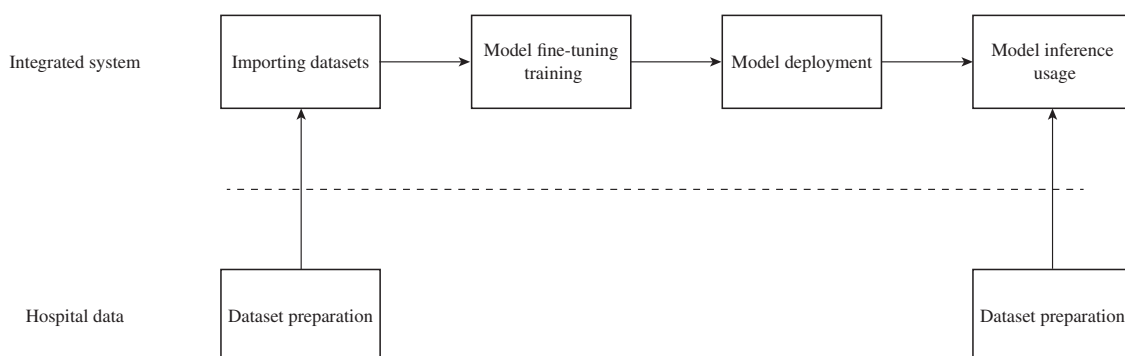 Integrated system
Importing datasets
Model fine-tuning
training
Model deployment
Model inference
usage
Hospital data
Dataset preparation
Dataset preparation